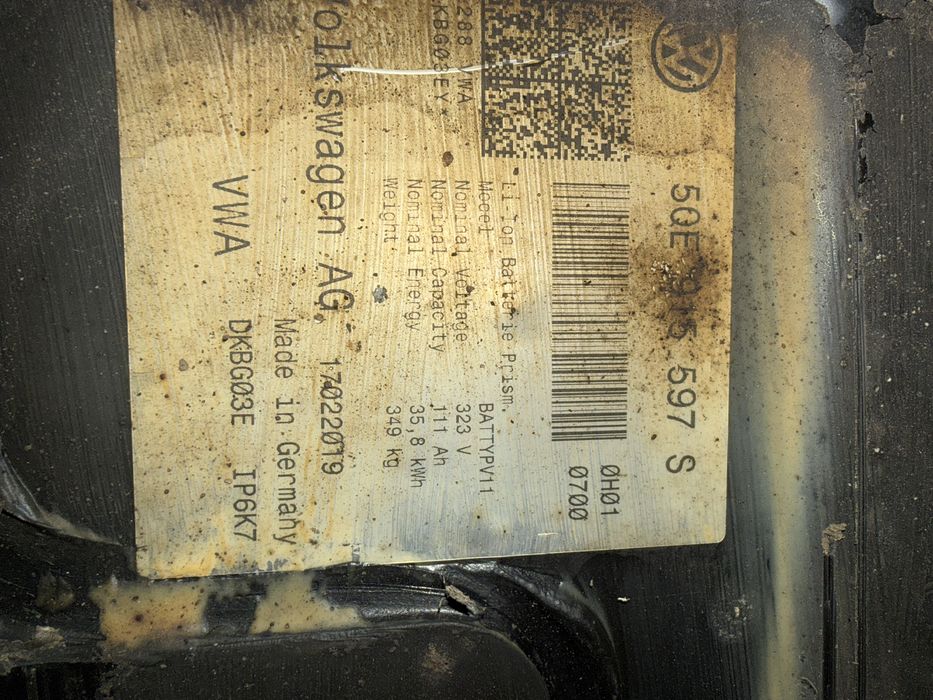 5QE 915 597 S
0H01
0700
Li Ion Batterie Prism.
Model BATTYPV11
Nominal Voltage 323 V
Nominal Capacity 111 Ah
Nominal Energy 35,8 kWh
Weight 349 kg
Volkswagen AG, 17022019
Made in Germany
VWA DKBG03E IP6K7